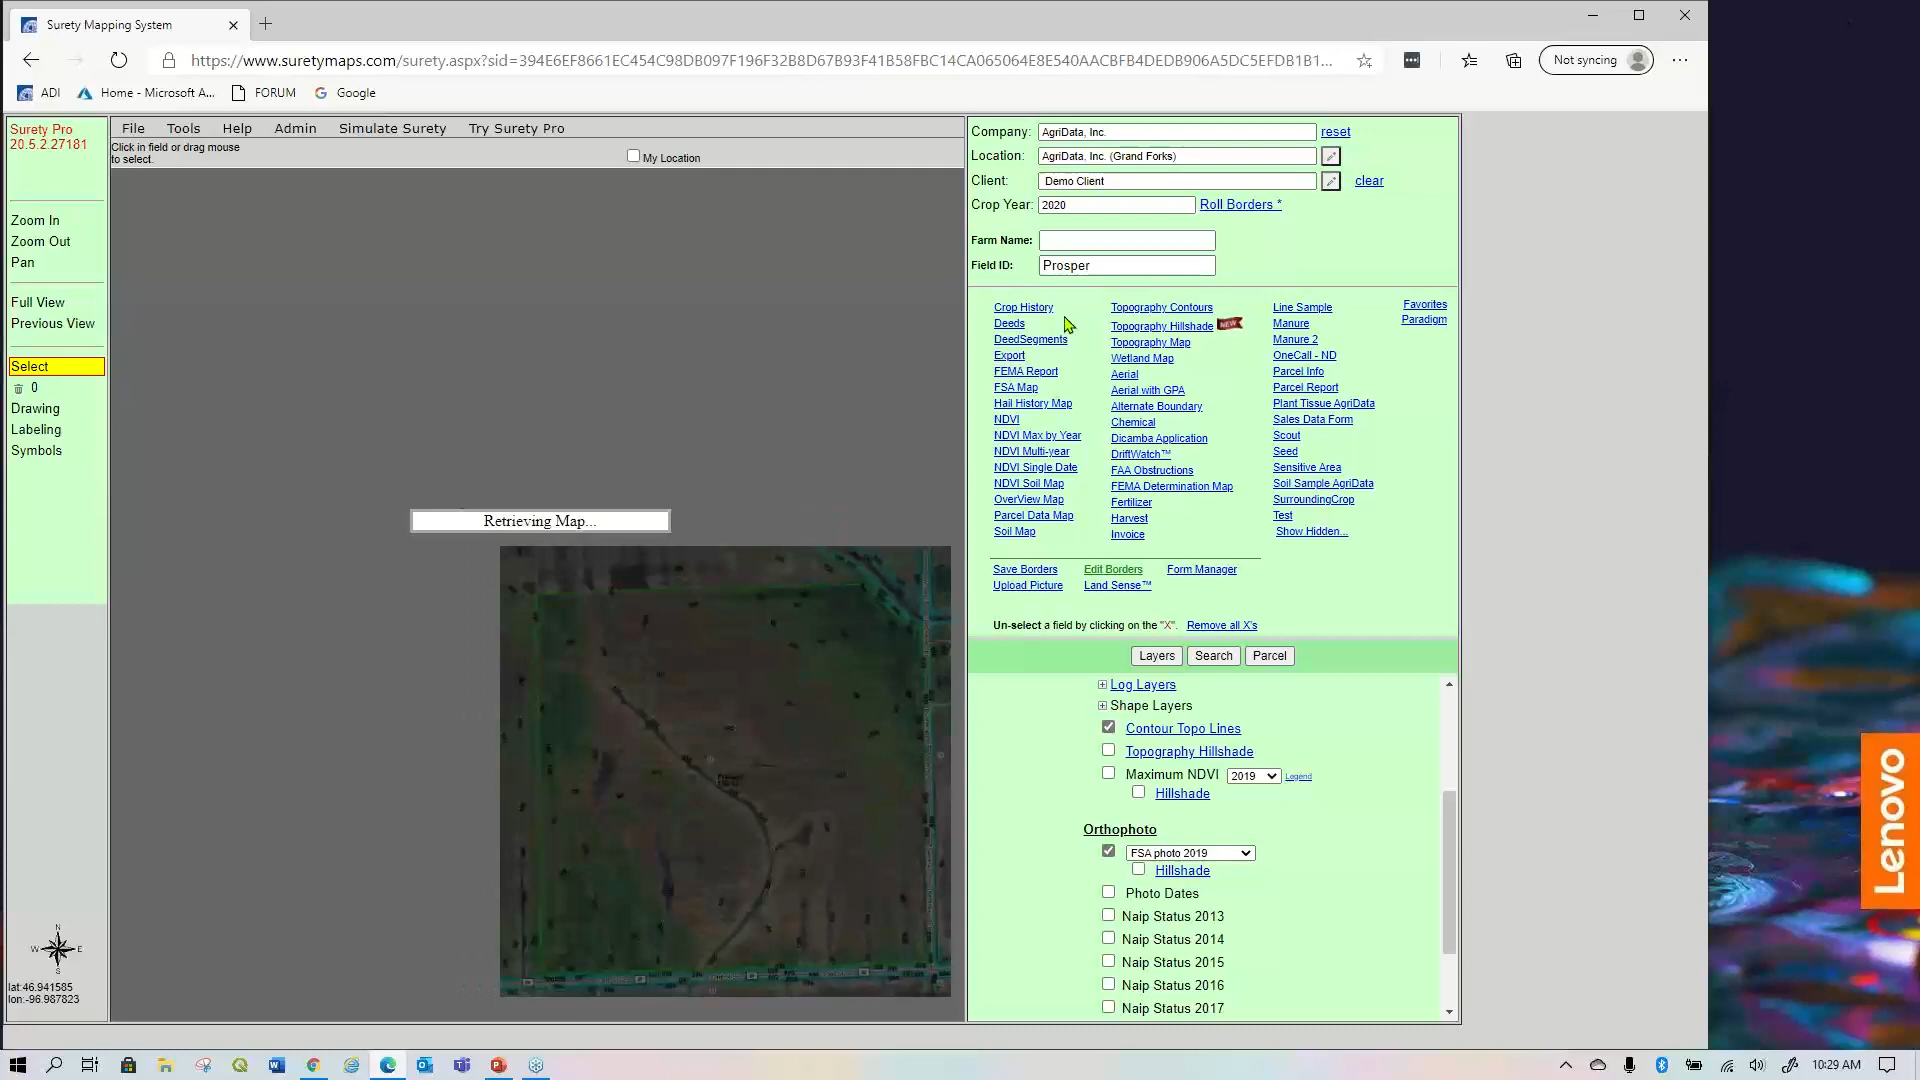 Surety Mapping System
https://www.suretymaps.com/surety.aspx?sid=394E6EF8661EC454C98DB097F196F32B8D67B93F41B58FBC14CA065064E8E540AACBFB4DEDB906A5DC5EFDB1B1...
Not syncing
ADI
Home - Microsoft A...
FORUM
Google
Surety Pro
20.5.2.27181
File
Tools
Help
Admin
Simulate Surety
Try Surety Pro
Click in field or drag mouse
to select.
My Location
Zoom In
Zoom Out
Pan
Full View
Previous View
Select
0
Drawing
Labeling
Symbols
N
W E
S
lat:46.941585
lon:-96.987823
Retrieving Map...
Company: AgriData, Inc. reset
Location: AgriData, Inc. (Grand Forks)
Client: Demo Client clear
Crop Year: 2020 Roll Borders *
Farm Name:
Field ID: Prosper
Crop History
Deeds
DeedSegments
Export
FEMA Report
FSA Map
Hail History Map
NDVI
NDVI Max by Year
NDVI Multi-year
NDVI Single Date
NDVI Soil Map
OverView Map
Parcel Data Map
Soil Map
Topography Contours
Topography Hillshade NEW
Topography Map
Wetland Map
Aerial
Aerial with GPA
Alternate Boundary
Chemical
Dicamba Application
DriftWatch™
FAA Obstructions
FEMA Determination Map
Fertilizer
Harvest
Invoice
Line Sample
Manure
Manure 2
OneCall - ND
Parcel Info
Parcel Report
Plant Tissue AgriData
Sales Data Form
Scout
Seed
Sensitive Area
Soil Sample AgriData
SurroundingCrop
Test
Show Hidden...
Favorites
Paradigm
Save Borders Edit Borders Form Manager
Upload Picture Land Sense™
Un-select a field by clicking on the "X". Remove all X's
Layers Search Parcel
Log Layers
Shape Layers
Contour Topo Lines
Topography Hillshade
Maximum NDVI 2019 Legend
Hillshade
Orthophoto
FSA photo 2019
Hillshade
Photo Dates
Naip Status 2013
Naip Status 2014
Naip Status 2015
Naip Status 2016
Naip Status 2017
Lenovo
10:29 AM